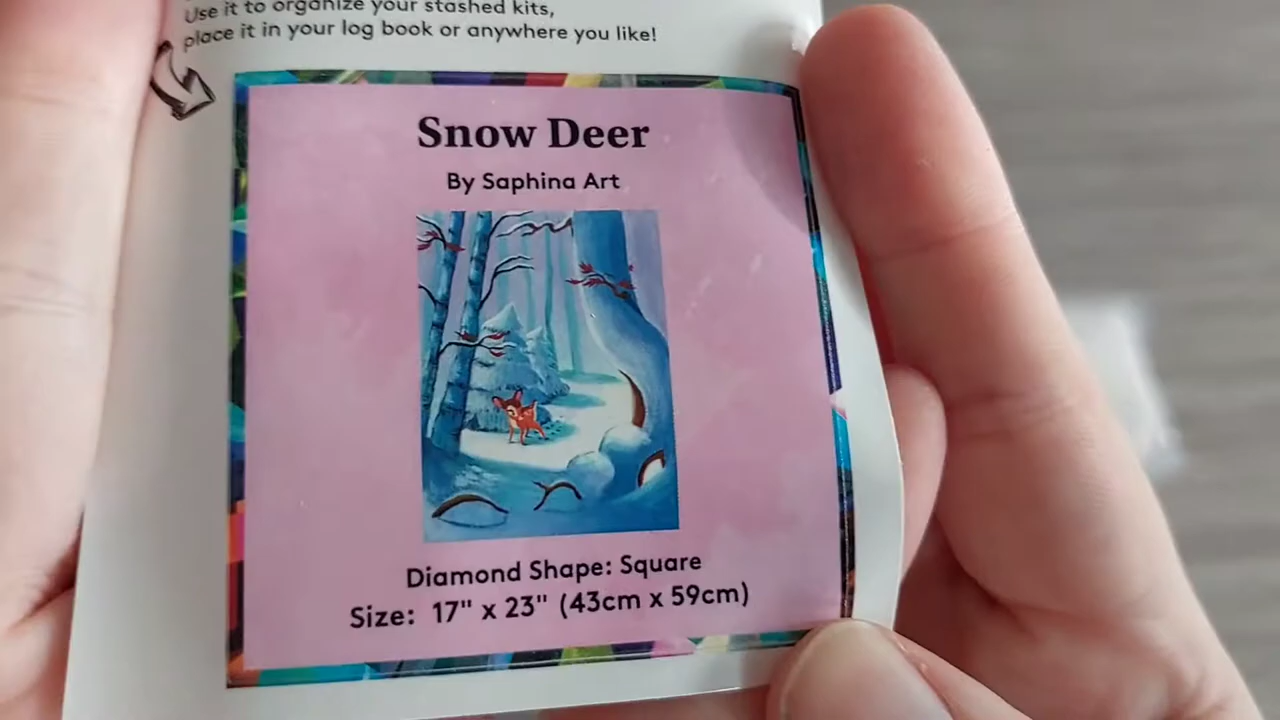 Use it to organize your stashed kits,
place it in your log book or anywhere you like!
Snow Deer
By Saphina Art
Diamond Shape: Square
Size: 17" x 23" (43cm x 59cm)